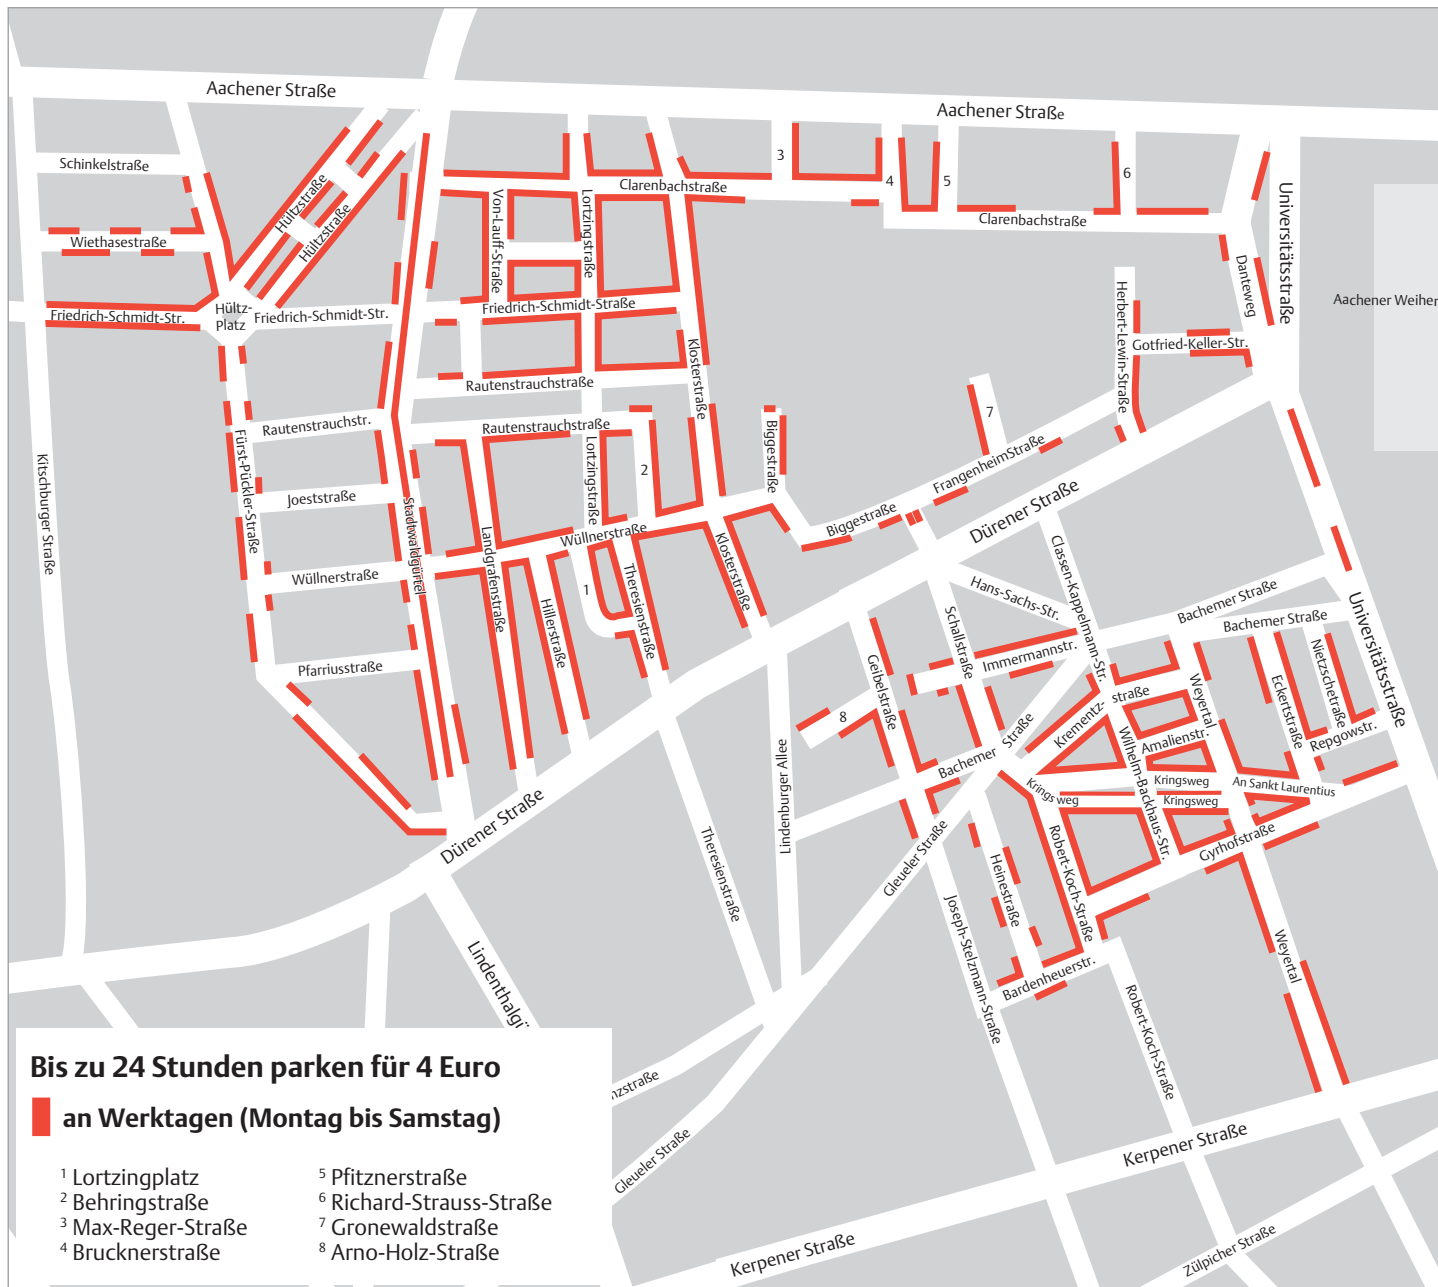 Aachener Straße
Aachener Straße
Schinkelstraße
Hültzstraße
Hültzstraße
Wiethasestraße
Friedrich-Schmidt-Str.
Hültz-
Platz
Friedrich-Schmidt-Str.
Clarenbachstraße
Von-Lauff-Straße
Lortzingstraße
Friedrich-Schmidt-Straße
3
4
5
6
Clarenbachstraße
Universitätsstraße
Danteweg
Aachener Weiher
Herbert-Lewin-Straße
Gotfried-Keller-Str.
Klosterstraße
Rautenstrauchstraße
Rautenstrauchstr.
Rautenstrauchstraße
Fürst-Pückler-Straße
Kitschburger Straße
Joeststraße
Stadtwaldgürtel
Lortzingstraße
2
Biggestraße
7
FrangenheimStraße
Biggestraße
Dürener Straße
Wüllnerstraße
Wüllnerstraße
Landgrafenstraße
Hillerstraße
1
Theresienstraße
Klosterstraße
Pfarriusstraße
Hans-Sachs-Str.
Classen-Kappelmann-Str.
Bachemer Straße
Bachemer Straße
Universitätsstraße
Schallstraße
Immermannstr.
Geibelstraße
8
Bachemer
Straße
Krementz-
straße
Weyertal
Amalienstr.
Wilhelm-Backhaus-Str.
Eckertstraße
Nietzschestraße
Repgowstr.
Krings
weg
Kringsweg
Kringsweg
An Sankt Laurentius
Gyrhofstraße
Robert-Koch-Straße
Heinestraße
Lindenburger Allee
Dürener Straße
Theresienstraße
Gleueler Straße
Joseph-Stelzmann-Straße
Bardenheuerstr.
Weyertal
Robert-Koch-Straße
Lindenthalgü
nzstraße
Gleueler Straße
Kerpener Straße
Kerpener Straße
Zülpicher Straße
Bis zu 24 Stunden parken für 4 Euro
an Werktagen (Montag bis Samstag)
1 Lortzingplatz
2 Behringstraße
3 Max-Reger-Straße
4 Brucknerstraße
5 Pfitznerstraße
6 Richard-Strauss-Straße
7 Gronewaldstraße
8 Arno-Holz-Straße